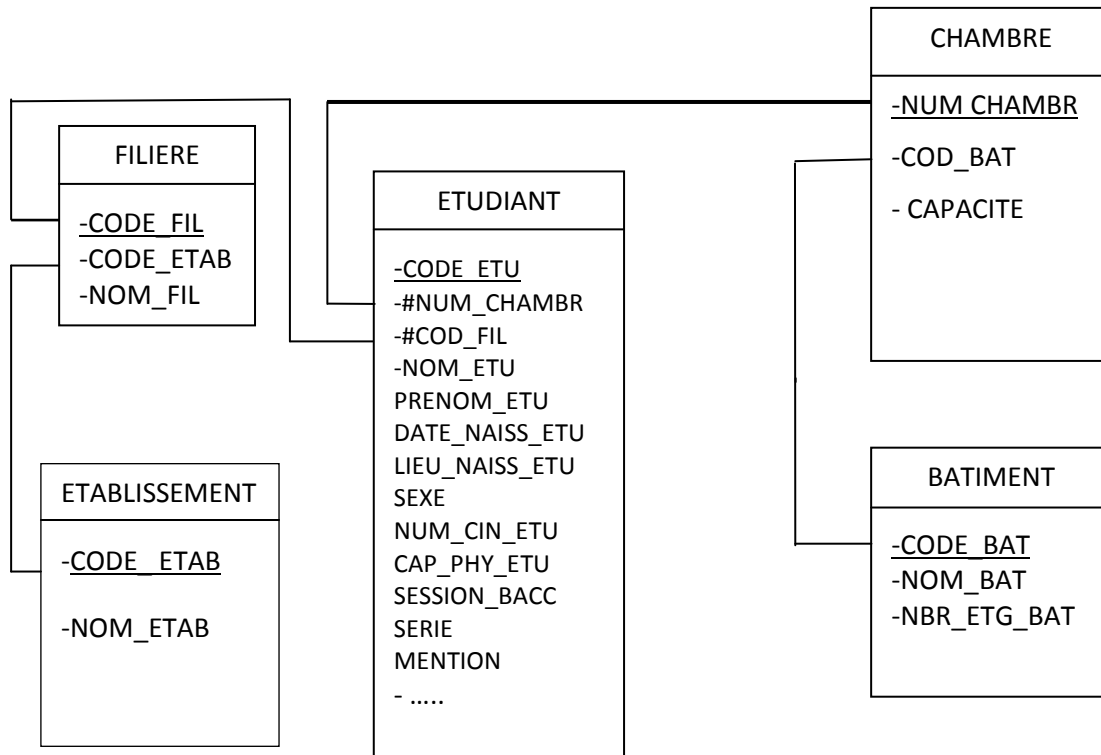 CHAMBRE
-NUM CHAMBR
-COD_BAT
- CAPACITE
FILIERE
-CODE_FIL
-CODE_ETAB
-NOM_FIL
ETUDIANT
-CODE_ETU
-#NUM_CHAMBR
-#COD_FIL
-NOM_ETU
PRENOM_ETU
DATE_NAISS_ETU
LIEU_NAISS_ETU
SEXE
NUM_CIN_ETU
CAP_PHY_ETU
SESSION_BACC
SERIE
MENTION
- .....
ETABLISSEMENT
-CODE_ETAB
-NOM_ETAB
BATIMENT
-CODE_BAT
-NOM_BAT
-NBR_ETG_BAT